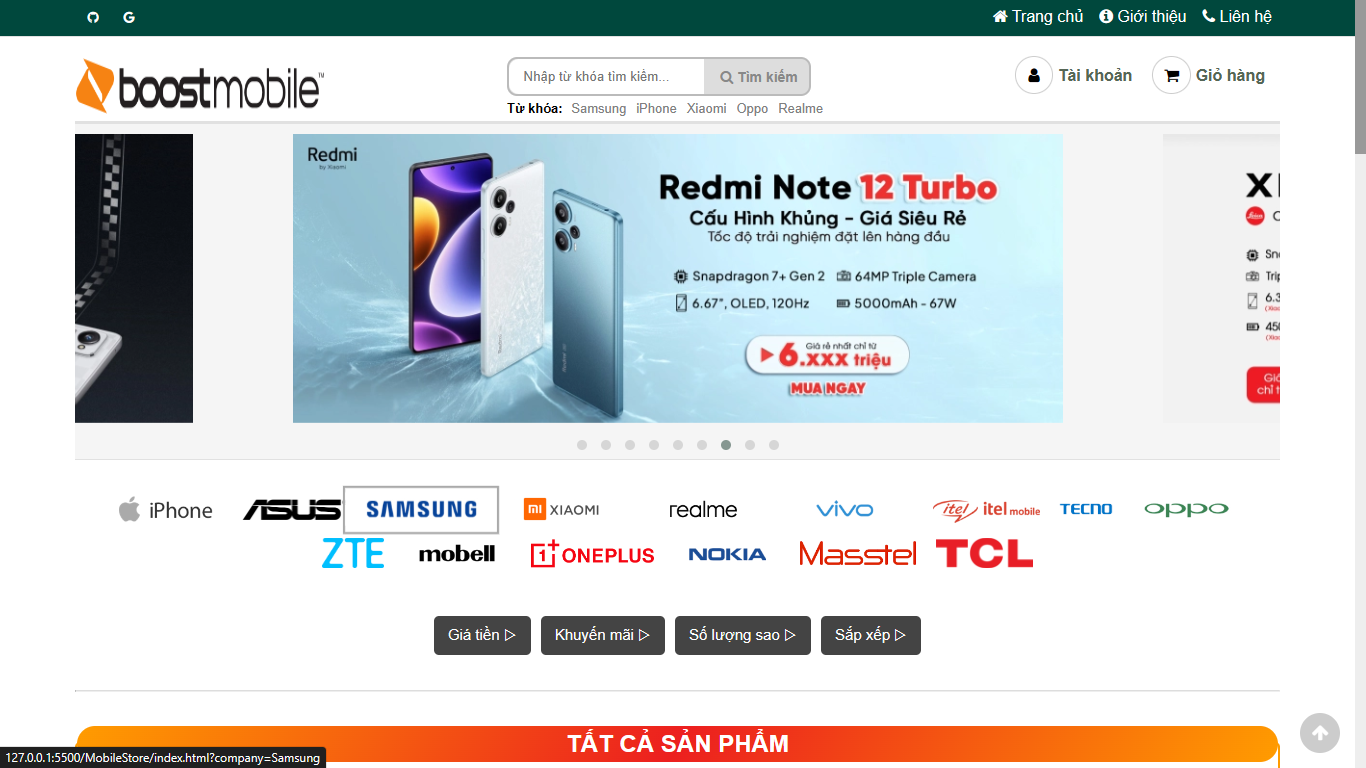 Trang chủ Giới thiệu Liên hệ
boostmobile™
Nhập từ khóa tìm kiếm... Tìm kiếm
Tài khoản Giỏ hàng
Từ khóa: Samsung iPhone Xiaomi Oppo Realme
Redmi
by Xiaomi
Redmi Note 12 Turbo
Cấu Hình Khủng - Giá Siêu Rẻ
Tốc độ trải nghiệm đặt lên hàng đầu
Snapdragon 7+ Gen 2 64MP Triple Camera
6.67", OLED, 120Hz 5000mAh - 67W
Giá rẻ nhất chỉ từ
6.XXX triệu
MUA NGAY
iPhone ASUS SAMSUNG MI XIAOMI realme vivo itel itel mobile TECNO oppo
ZTE mobell 1+ ONEPLUS NOKIA Masstel TCL
Giá tiền ▷ Khuyến mãi ▷ Số lượng sao ▷ Sắp xếp ▷
TẤT CẢ SẢN PHẨM
127.0.0.1:5500/MobileStore/index.html?company=Samsung